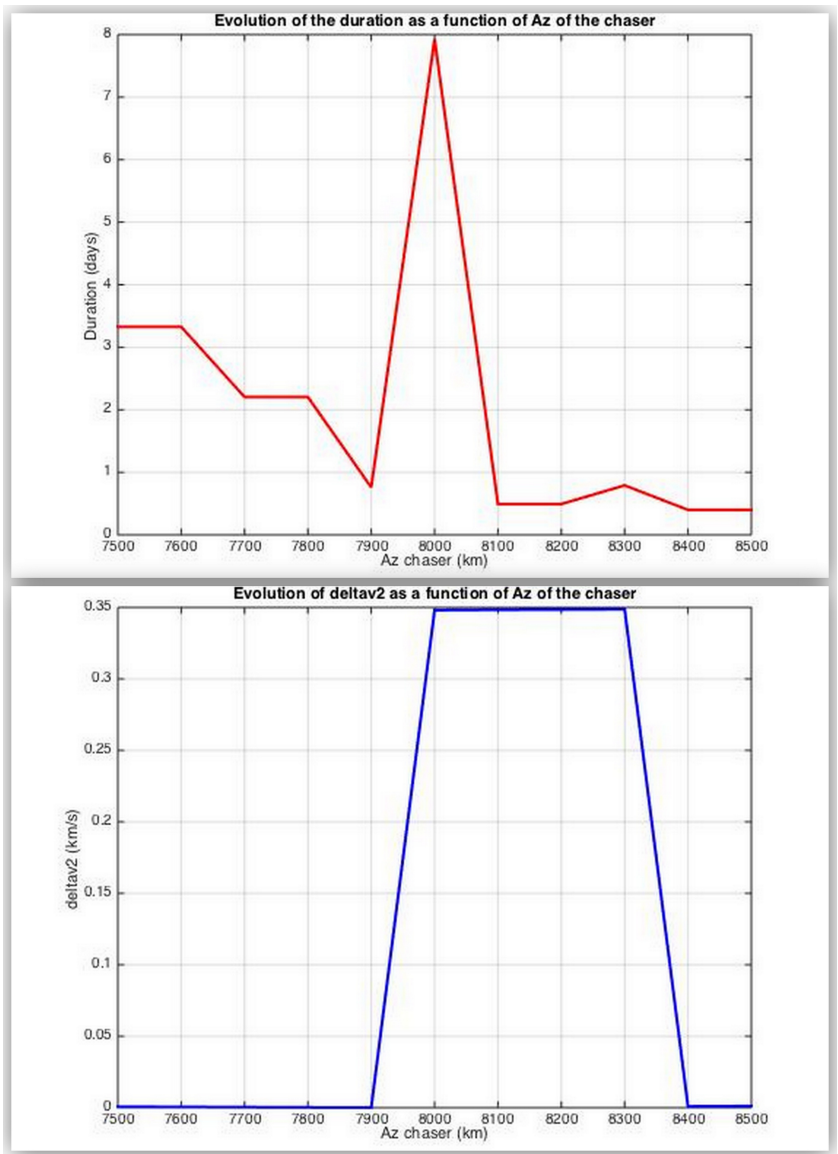 Evolution of the duration as a function of Az of the chaser
8
7
6
5
4
3
2
1
0
Duration (days)
7500 7600 7700 7800 7900 8000 8100 8200 8300 8400 8500
Az chaser (km)
Evolution of deltav2 as a function of Az of the chaser
0.35
0.3
0.25
0.2
0.15
0.1
0.05
0
deltav2 (km/s)
7500 7600 7700 7800 7900 8000 8100 8200 8300 8400 8500
Az chaser (km)